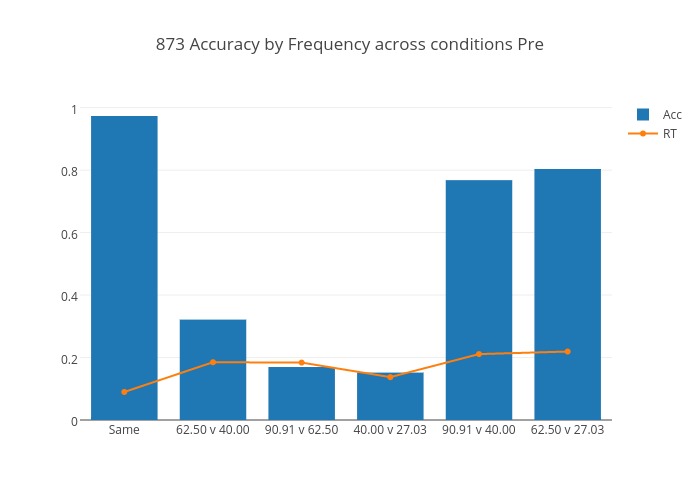 873 Accuracy by Frequency across conditions Pre
Acc
RT
1
0.8
0.6
0.4
0.2
0
Same 62.50 v 40.00 90.91 v 62.50 40.00 v 27.03 90.91 v 40.00 62.50 v 27.03